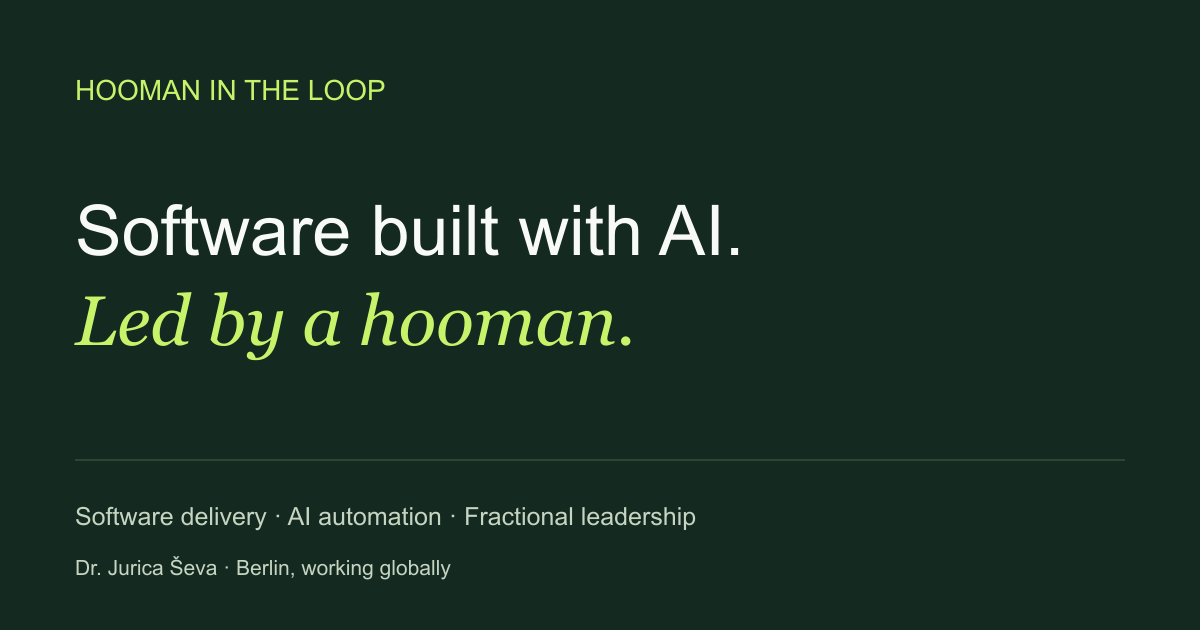 HOOMAN IN THE LOOP
Software built with AI.
Led by a hooman.
Software delivery · AI automation · Fractional leadership
Dr. Jurica Ševa · Berlin, working globally